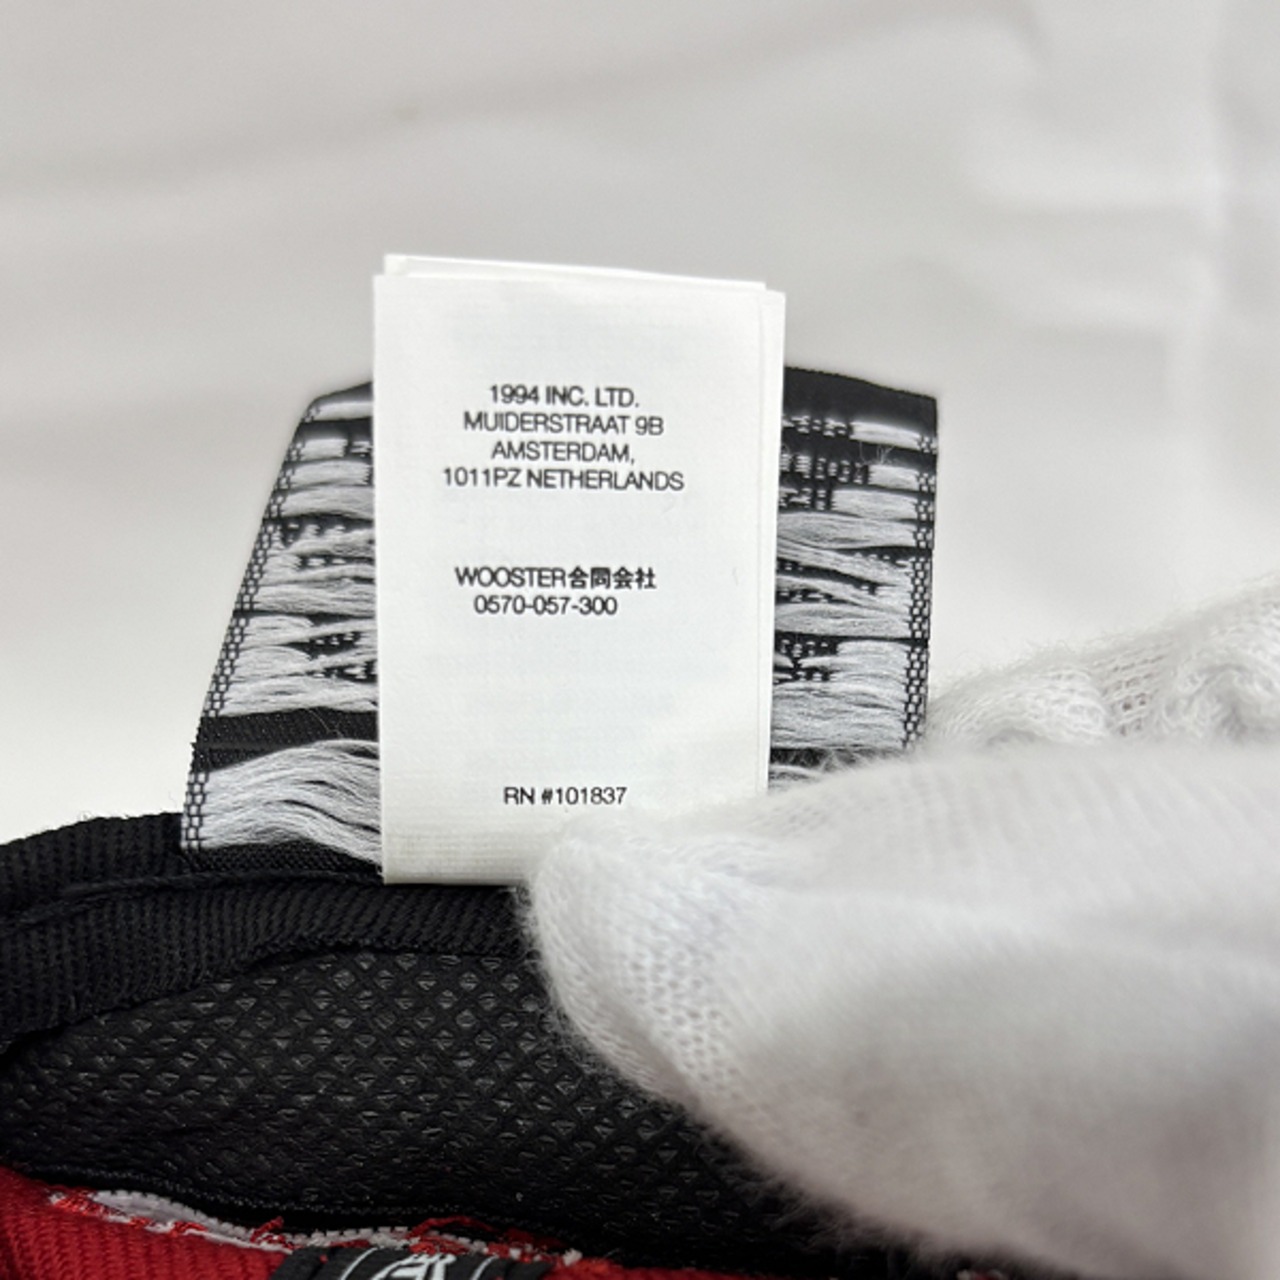 1994 INC. LTD.
MUIDERSTRAAT 9B
AMSTERDAM,
1011PZ NETHERLANDS
WOOSTER合同会社
0570-057-300
RN #101837